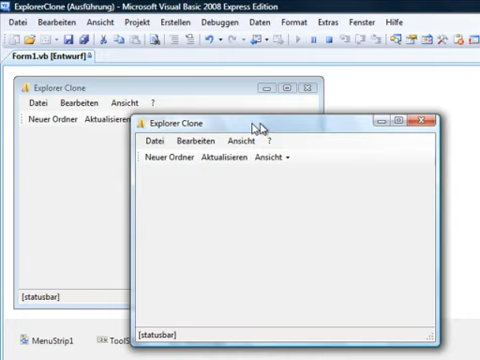 ExplorerClone (Ausführung) - Microsoft Visual Basic 2008 Express Edition
Datei Bearbeiten Ansicht Projekt Erstellen Debuggen Daten Format Extras Fenster Hilfe
Form1.vb [Entwurf]
Explorer Clone
Datei Bearbeiten Ansicht ?
Neuer Ordner Aktualisieren
[statusbar]
Explorer Clone
Datei Bearbeiten Ansicht ?
Neuer Ordner Aktualisieren Ansicht
[statusbar]
MenuStrip1 ToolS